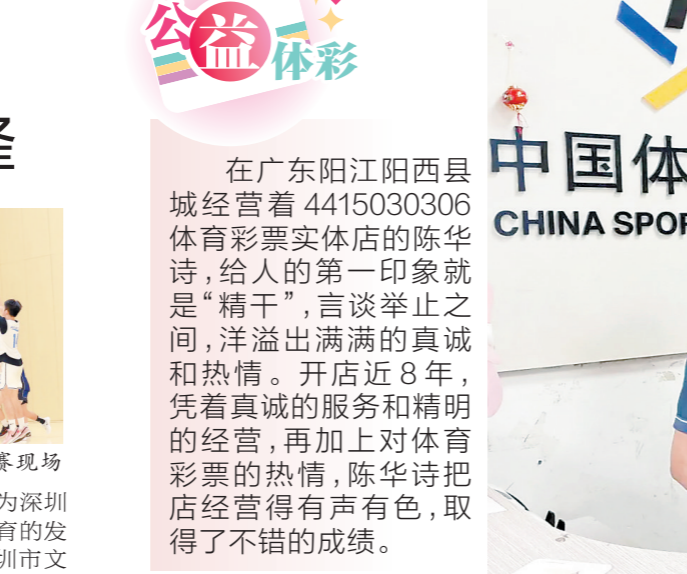 公益体彩
在广东阳江阳西县
城经营着4415030306
体育彩票实体店的陈华
诗,给人的第一印象就
是“精干”,言谈举止之
间,洋溢出满满的真诚
和热情。开店近8年,
凭着真诚的服务和精明
的经营,再加上对体育
彩票的热情,陈华诗把
店经营得有声有色,取
得了不错的成绩。
中国体
CHINA SPOR
赛现场
为深圳
育的发
圳市文